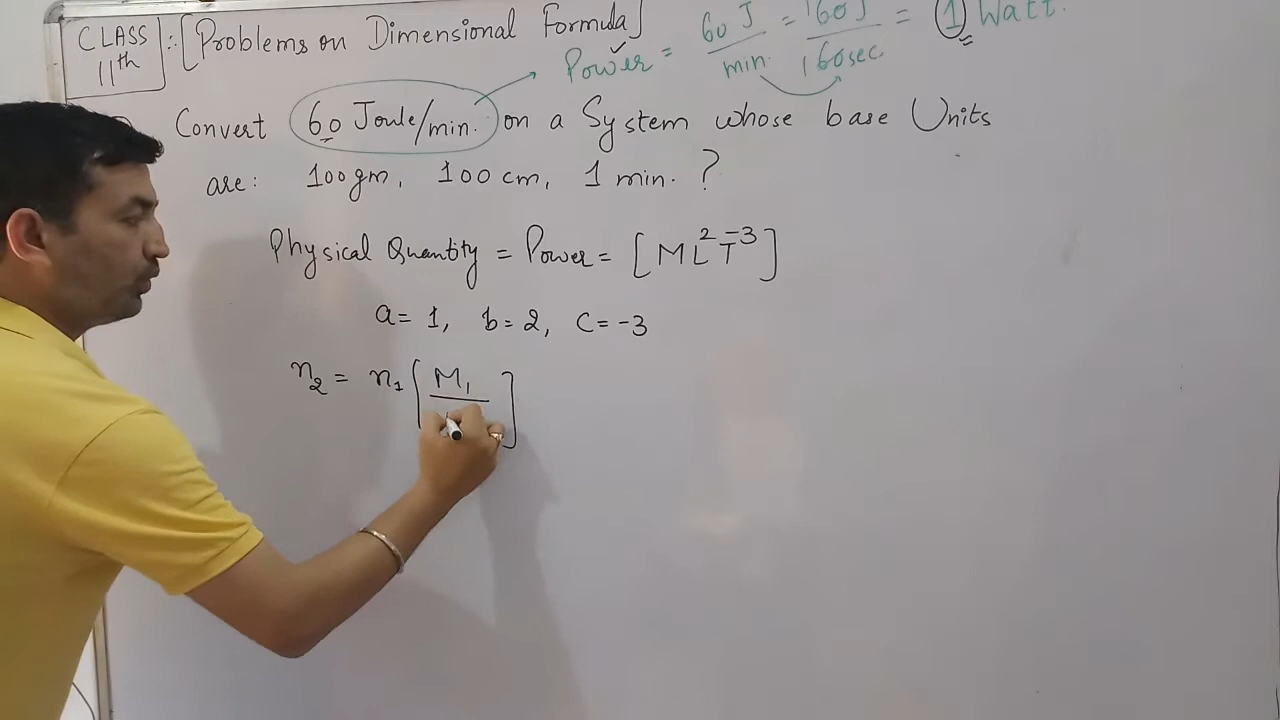 CLASS 11th :- [Problems on Dimensional Formula]
Power = 60 J / min. = 60 J / 60 sec = 1 Watt.
Convert 60 Joule/min. on a System whose base Units
are: 100 gm, 100 cm, 1 min. ?
Physical Quantity = Power = [M L² T⁻³]
a = 1, b = 2, c = -3
n₂ = n₁ [M₁